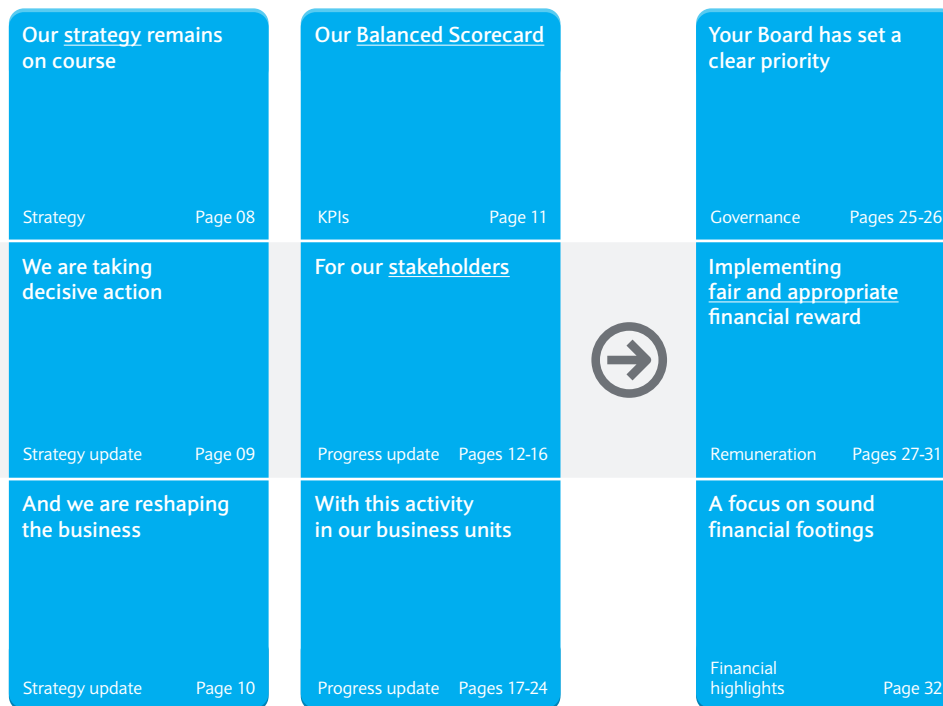 Our strategy remains
on course
Strategy Page 08
We are taking
decisive action
Strategy update Page 09
And we are reshaping
the business
Strategy update Page 10
Our Balanced Scorecard
KPIs Page 11
For our stakeholders
Progress update Pages 12-16
With this activity
in our business units
Progress update Pages 17-24
Your Board has set a
clear priority
Governance Pages 25-26
Implementing
fair and appropriate
financial reward
Remuneration Pages 27-31
A focus on sound
financial footings
Financial
highlights Page 32